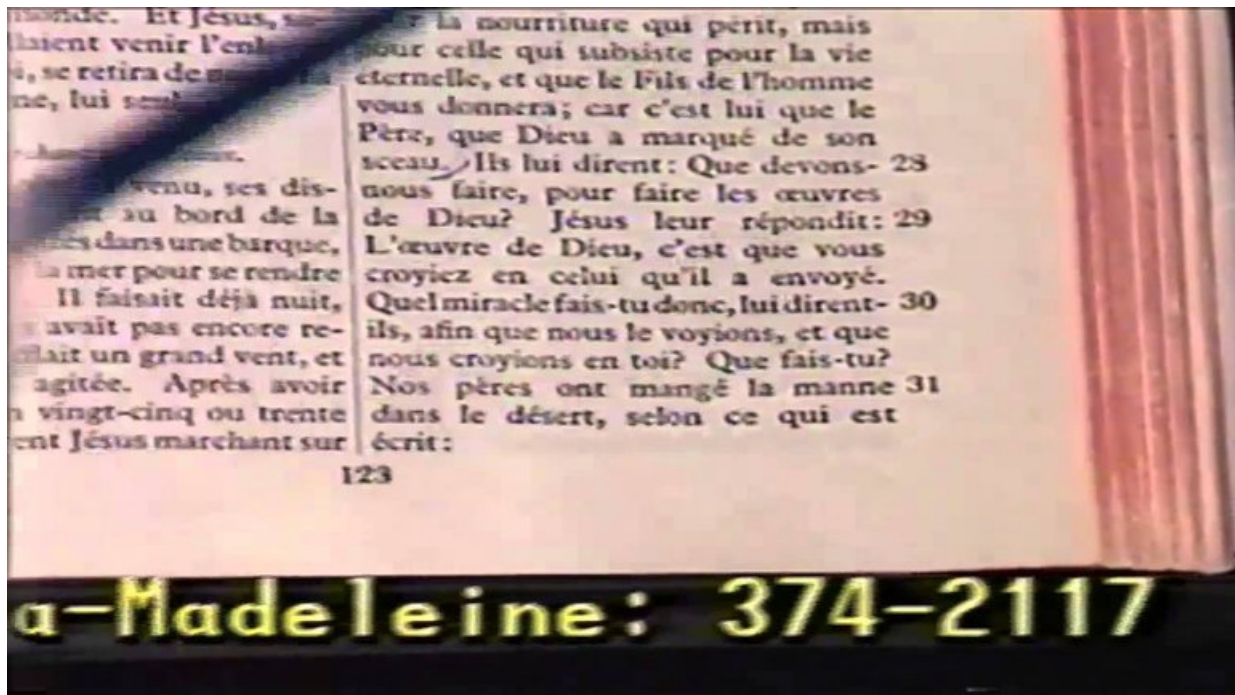 monde. Et Jésus,
laient venir l'en
se retira de
ne, lui
venu, ses dis-
au bord de la
dans une barque,
la mer pour se rendre
Il faisait déjà nuit,
avait pas encore re-
un grand vent, et
agitée. Après avoir
vingt-cinq ou trente
ent Jésus marchant sur
la nourriture qui périt, mais
pour celle qui subsiste pour la vie
éternelle, et que le Fils de l'homme
vous donnera; car c'est lui que le
Père, que Dieu a marqué de son
sceau. Ils lui dirent: Que devons- 28
nous faire, pour faire les œuvres
de Dieu? Jésus leur répondit: 29
L'œuvre de Dieu, c'est que vous
croyiez en celui qu'il a envoyé.
Quel miracle fais-tu donc, lui dirent- 30
ils, afin que nous le voyions, et que
nous croyions en toi? Que fais-tu?
Nos pères ont mangé la manne 31
dans le désert, selon ce qui est
écrit:
123
a-Madeleine: 374-2117